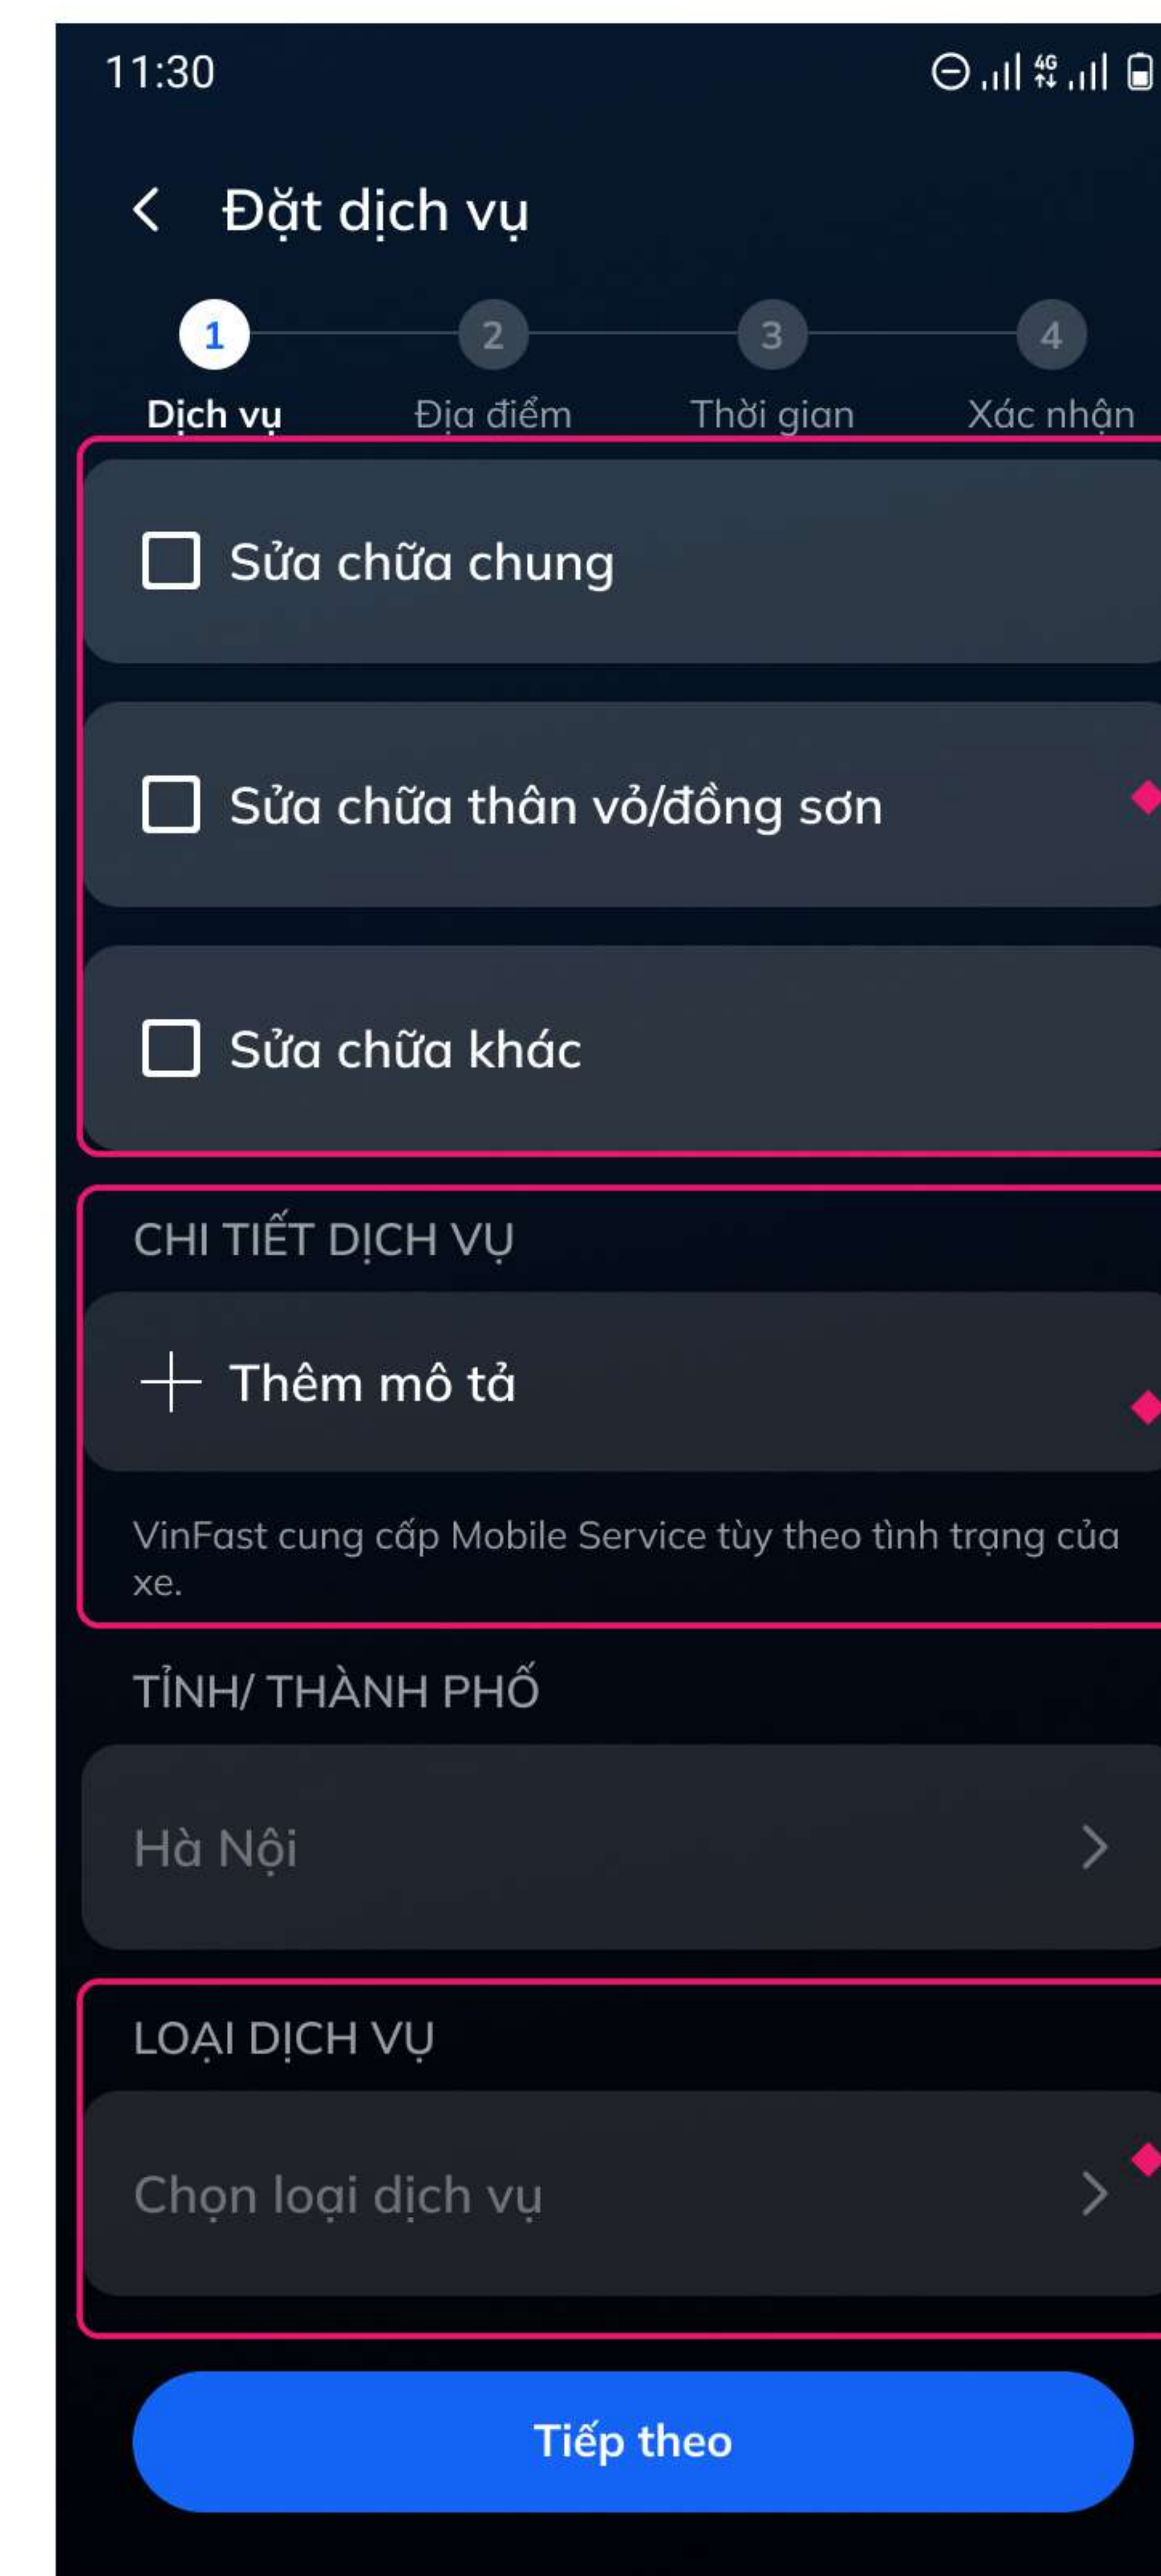 11:30
4G
Đặt dịch vụ
1
2
3
4
Dịch vụ
Địa điểm
Thời gian
Xác nhận
Sửa chữa chung
Sửa chữa thân vỏ/đồng sơn
Sửa chữa khác
CHI TIẾT DỊCH VỤ
Thêm mô tả
VinFast cung cấp Mobile Service tùy theo tình trạng của
xe.
TỈNH/ THÀNH PHỐ
Hà Nội
LOẠI DỊCH VỤ
Chọn loại dịch vụ
Tiếp theo